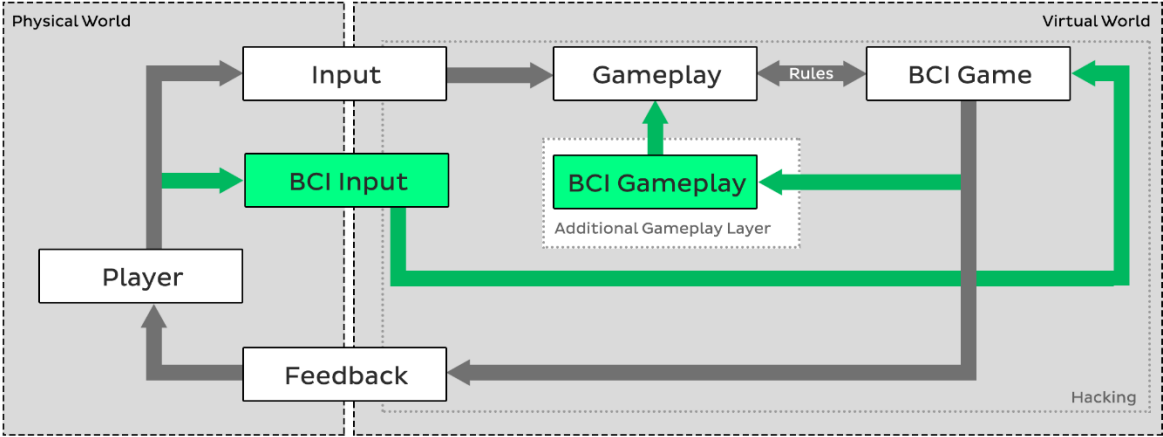 Physical World
Virtual World
Input
Gameplay
Rules
BCI Game
BCI Input
BCI Gameplay
Additional Gameplay Layer
Player
Feedback
Hacking